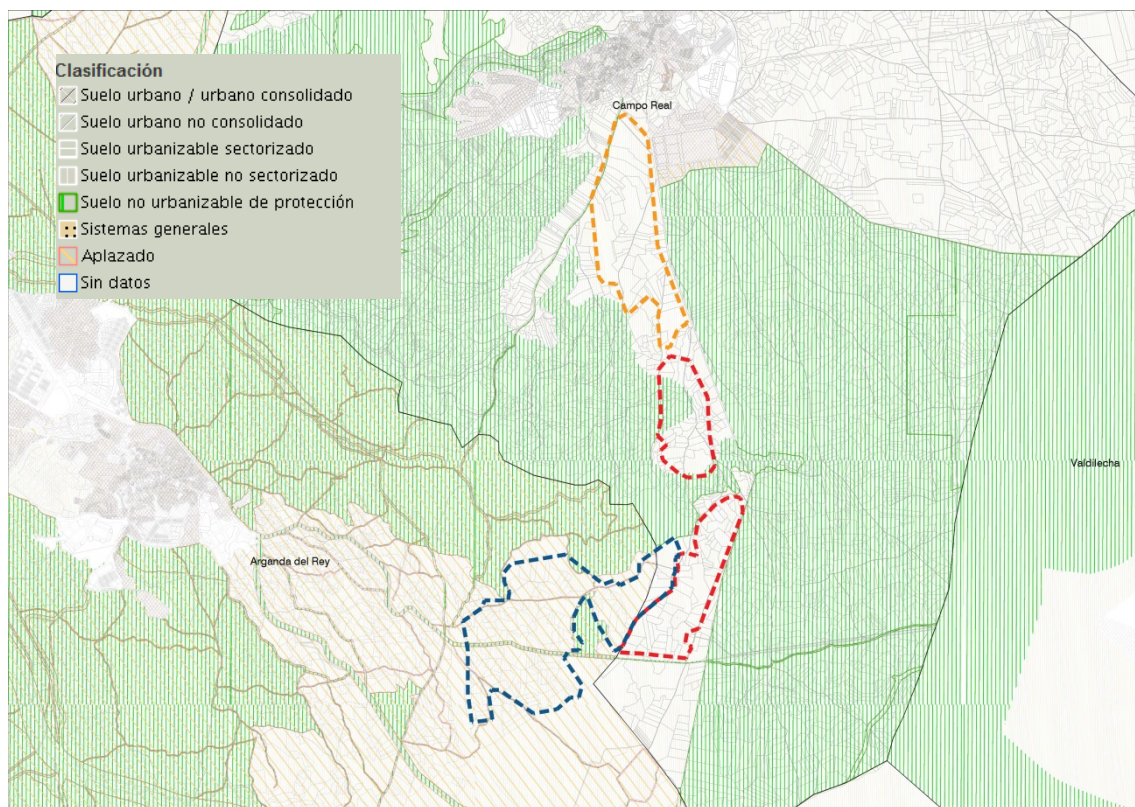 Clasificación
Suelo urbano / urbano consolidado
Suelo urbano no consolidado
Suelo urbanizable sectorizado
Suelo urbanizable no sectorizado
Suelo no urbanizable de protección
Sistemas generales
Aplazado
Sin datos
Campo Real
Valdilecha
Arganda del Rey